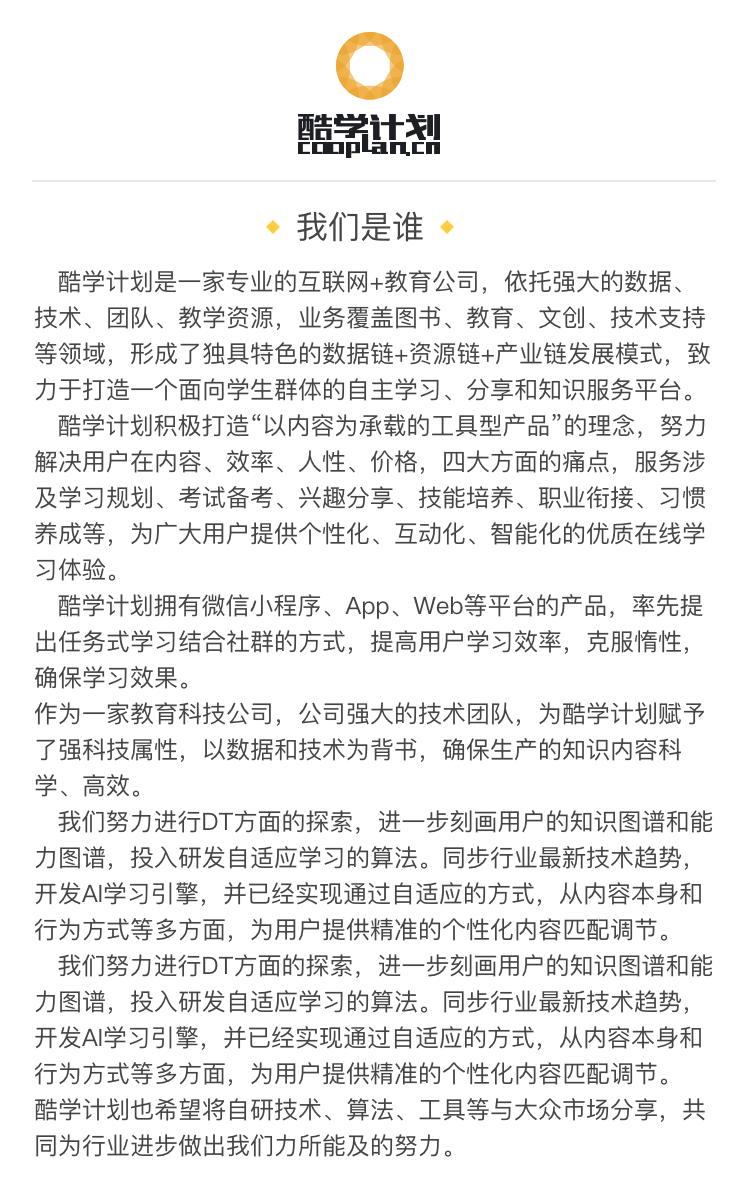 酷学计划
cooplan.cn
我们是谁
酷学计划是一家专业的互联网+教育公司，依托强大的数据、
技术、团队、教学资源，业务覆盖图书、教育、文创、技术支持
等领域，形成了独具特色的数据链+资源链+产业链发展模式，致
力于打造一个面向学生群体的自主学习、分享和知识服务平台。
酷学计划积极打造“以内容为承载的工具型产品”的理念，努力
解决用户在内容、效率、人性、价格，四大方面的痛点，服务涉
及学习规划、考试备考、兴趣分享、技能培养、职业衔接、习惯
养成等，为广大用户提供个性化、互动化、智能化的优质在线学
习体验。
酷学计划拥有微信小程序、App、Web等平台的产品，率先提
出任务式学习结合社群的方式，提高用户学习效率，克服惰性，
确保学习效果。
作为一家教育科技公司，公司强大的技术团队，为酷学计划赋予
了强科技属性，以数据和技术为背书，确保生产的知识内容科
学、高效。
我们努力进行DT方面的探索，进一步刻画用户的知识图谱和能
力图谱，投入研发自适应学习的算法。同步行业最新技术趋势，
开发AI学习引擎，并已经实现通过自适应的方式，从内容本身和
行为方式等多方面，为用户提供精准的个性化内容匹配调节。
我们努力进行DT方面的探索，进一步刻画用户的知识图谱和能
力图谱，投入研发自适应学习的算法。同步行业最新技术趋势，
开发AI学习引擎，并已经实现通过自适应的方式，从内容本身和
行为方式等多方面，为用户提供精准的个性化内容匹配调节。
酷学计划也希望将自研技术、算法、工具等与大众市场分享，共
同为行业进步做出我们力所能及的努力。